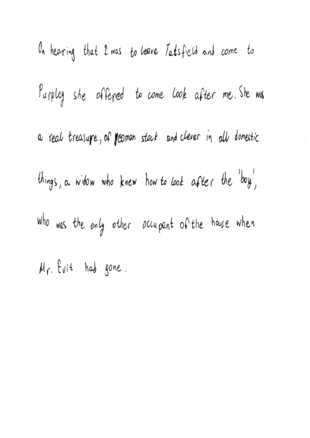 On hearing that I was to leave Tatsfield and come to
Purpley she offered to come look after me. She was
a real treasure, of yeoman stock and clever in all domestic
things, a widow who knew how to look after the 'boy',
who was the only other occupant of the house when
Mr. Evit had gone.